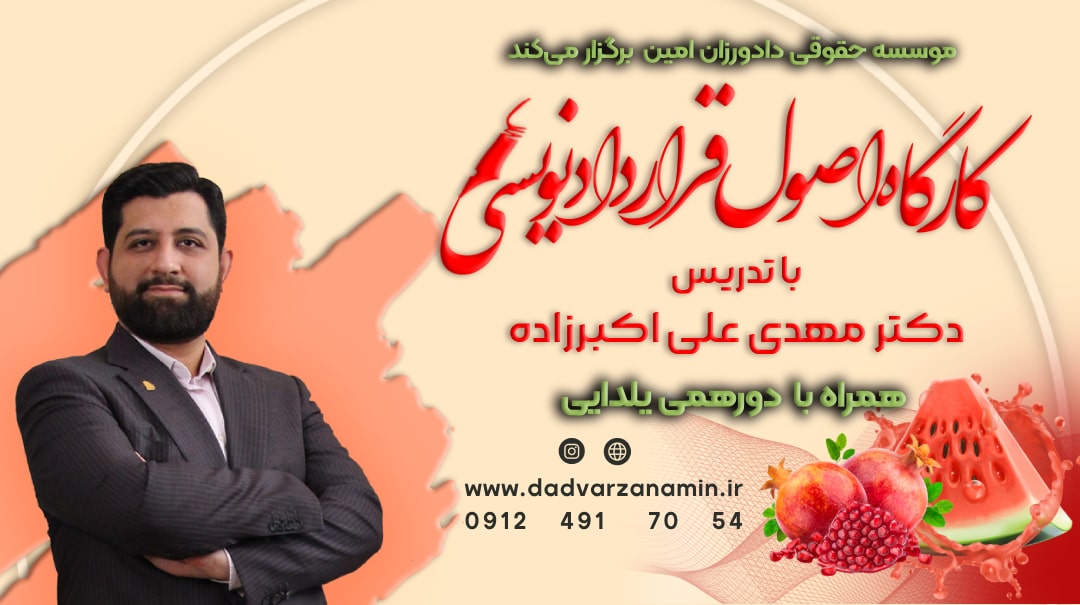 موسسه حقوقی دادورزان امین برگزار می‌کند
کارگاه اصول قراردادنویسی
با تدریس
دکتر مهدی علی اکبرزاده
همراه با دورهمی یلدایی
www.dadvarzanamin.ir
0912 491 70 54